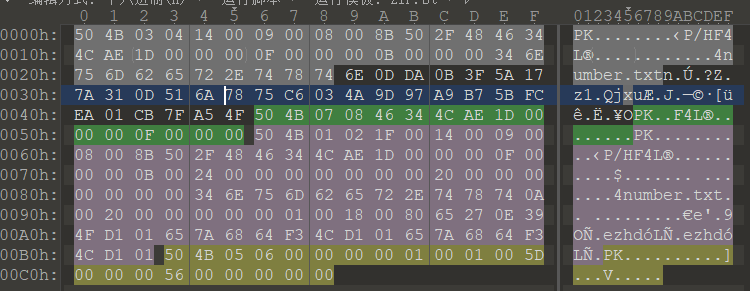 编辑方式: 十六进制(H) 运行脚本 运行模板: ZIP.bt
0 1 2 3 4 5 6 7 8 9 A B C D E F 0123456789ABCDEF
0000h: 50 4B 03 04 14 00 09 00 08 00 8B 50 2F 48 46 34 PK........‹P/HF4
0010h: 4C AE 1D 00 00 00 0F 00 00 00 0B 00 00 00 34 6E L®............4n
0020h: 75 6D 62 65 72 2E 74 78 74 6E 0D DA 0B 3F 5A 17 umber.txtn.Ú.?Z.
0030h: 7A 31 0D 51 6A 78 75 C6 03 4A 9D 97 A9 B7 5B FC z1.QjxuÆ.J.—©·[ü
0040h: EA 01 CB 7F A5 4F 50 4B 07 08 46 34 4C AE 1D 00 ê.Ë.¥OPK..F4L®..
0050h: 00 00 0F 00 00 00 50 4B 01 02 1F 00 14 00 09 00 ......PK........
0060h: 08 00 8B 50 2F 48 46 34 4C AE 1D 00 00 00 0F 00 ..‹P/HF4L®......
0070h: 00 00 0B 00 24 00 00 00 00 00 00 00 20 00 00 00 ....$....... ...
0080h: 00 00 00 00 34 6E 75 6D 62 65 72 2E 74 78 74 0A ....4number.txt.
0090h: 00 20 00 00 00 00 00 01 00 18 00 80 65 27 0E 39 . .........€e'.9
00A0h: 4F D1 01 65 7A 68 64 F3 4C D1 01 65 7A 68 64 F3 OÑ.ezhdóLÑ.ezhdó
00B0h: 4C D1 01 50 4B 05 06 00 00 00 00 01 00 01 00 5D LÑ.PK..........]
00C0h: 00 00 00 56 00 00 00 00 00 ...V.....